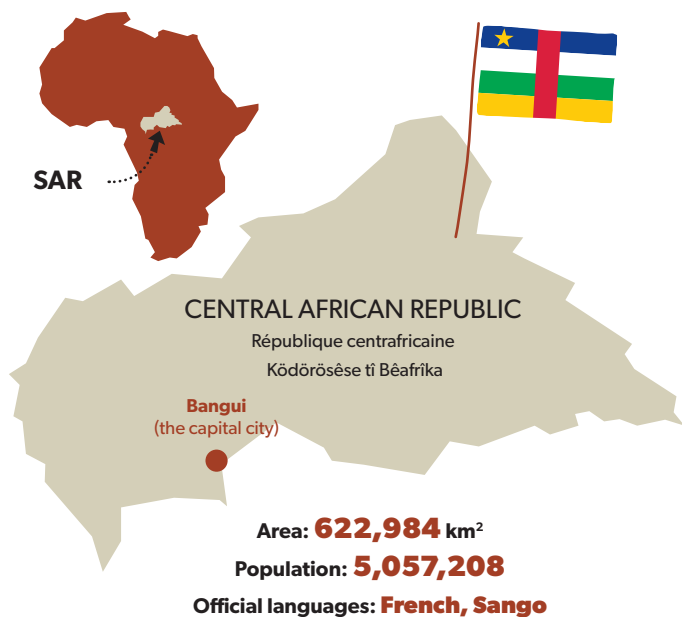 SAR
CENTRAL AFRICAN REPUBLIC
République centrafricaine
Ködörösêse tî Bêafrîka
Bangui
(the capital city)
Area: 622,984 km²
Population: 5,057,208
Official languages: French, Sango